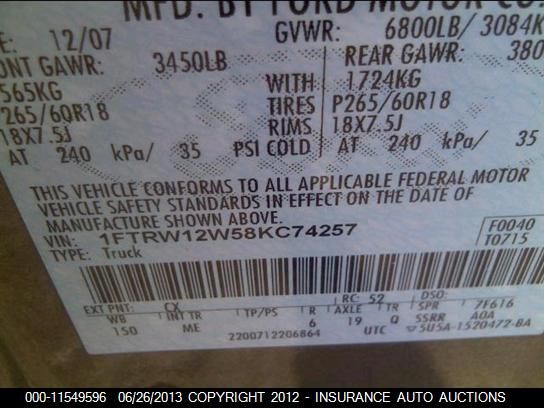 MFD. BY FORD MOTOR CO.
DATE: 12/07 GVWR: 6800LB/ 3084K
FRONT GAWR: 3450LB REAR GAWR: 380
565KG WITH 1724KG
265/60R18 TIRES P265/60R18
18X7.5J RIMS 18X7.5J
AT 240 kPa/ 35 PSI COLD AT 240 kPa/ 35
THIS VEHICLE CONFORMS TO ALL APPLICABLE FEDERAL MOTOR
VEHICLE SAFETY STANDARDS IN EFFECT ON THE DATE OF
MANUFACTURE SHOWN ABOVE.
VIN: 1FTRW12W58KC74257 F0040
TYPE: Truck T0715
EXT PNT: CX RC: 52 DSO:
WB INT TR TP/PS R AXLE TR SPR 7F616
150 ME 6 19 Q SSRR A0A
2200712206864 UTC 5U5A-1520472-BA
000-11549596 06/26/2013 COPYRIGHT 2012 - INSURANCE AUTO AUCTIONS